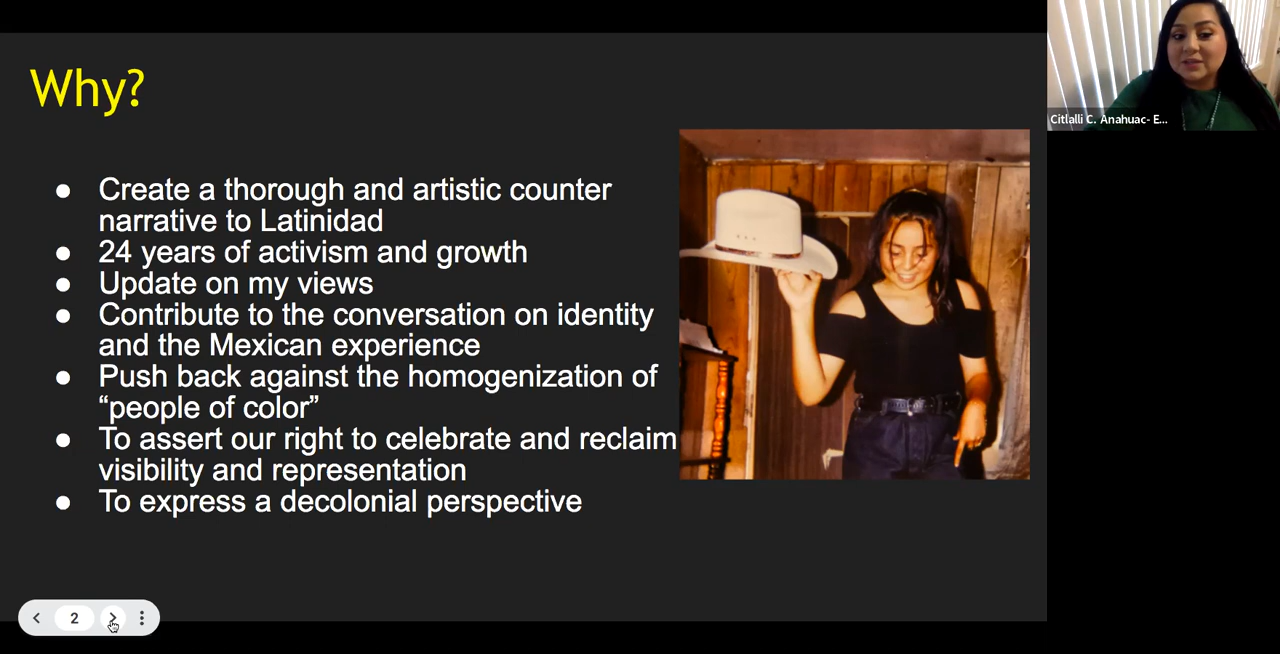 Why?
● Create a thorough and artistic counter
narrative to Latinidad
● 24 years of activism and growth
● Update on my views
● Contribute to the conversation on identity
and the Mexican experience
● Push back against the homogenization of
“people of color”
● To assert our right to celebrate and reclaim
visibility and representation
● To express a decolonial perspective
Citlalli C. Anahuac- E...
2